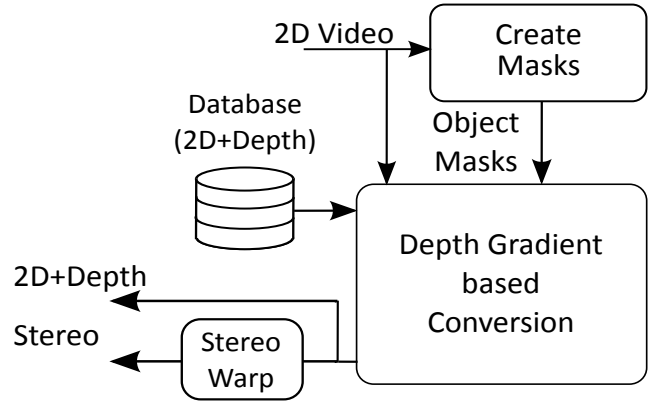 2D Video
Create
Masks
Database
(2D+Depth)
Object
Masks
Depth Gradient
based
Conversion
2D+Depth
Stereo
Stereo
Warp